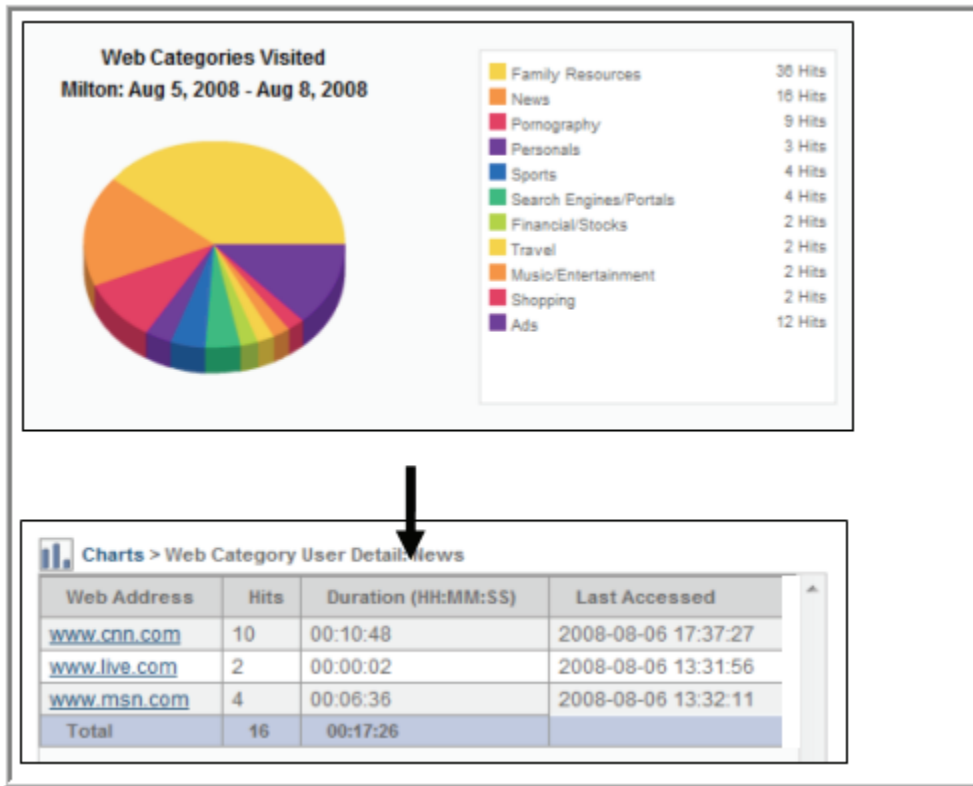 Web Categories Visited
Milton: Aug 5, 2008 - Aug 8, 2008
Family Resources 36 Hits
News 16 Hits
Pornography 9 Hits
Personals 3 Hits
Sports 4 Hits
Search Engines/Portals 4 Hits
Financial/Stocks 2 Hits
Travel 2 Hits
Music/Entertainment 2 Hits
Shopping 2 Hits
Ads 12 Hits
Charts > Web Category User Detail: News
Web Address Hits Duration (HH:MM:SS) Last Accessed
www.cnn.com 10 00:10:48 2008-08-06 17:37:27
www.live.com 2 00:00:02 2008-08-06 13:31:56
www.msn.com 4 00:06:36 2008-08-06 13:32:11
Total 16 00:17:26